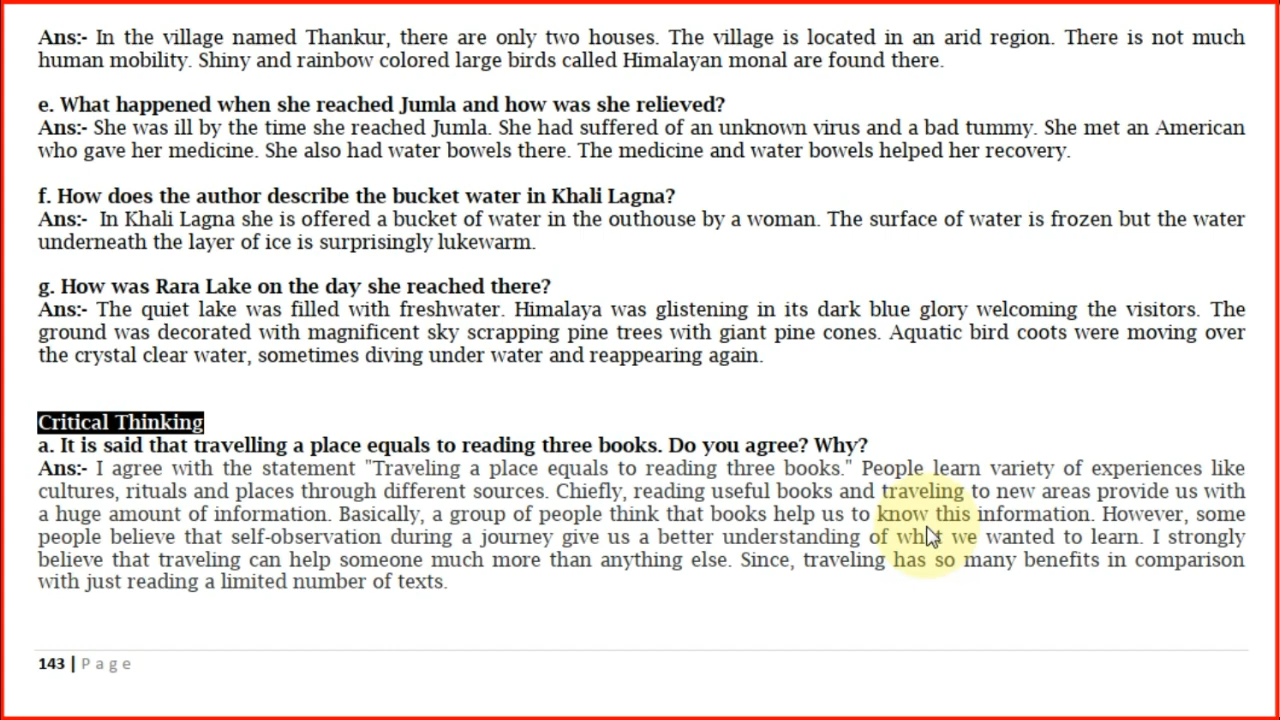 Ans:- In the village named Thankur, there are only two houses. The village is located in an arid region. There is not much
human mobility. Shiny and rainbow colored large birds called Himalayan monal are found there.
e. What happened when she reached Jumla and how was she relieved?
Ans:- She was ill by the time she reached Jumla. She had suffered of an unknown virus and a bad tummy. She met an American
who gave her medicine. She also had water bowels there. The medicine and water bowels helped her recovery.
f. How does the author describe the bucket water in Khali Lagna?
Ans:- In Khali Lagna she is offered a bucket of water in the outhouse by a woman. The surface of water is frozen but the water
underneath the layer of ice is surprisingly lukewarm.
g. How was Rara Lake on the day she reached there?
Ans:- The quiet lake was filled with freshwater. Himalaya was glistening in its dark blue glory welcoming the visitors. The
ground was decorated with magnificent sky scrapping pine trees with giant pine cones. Aquatic bird coots were moving over
the crystal clear water, sometimes diving under water and reappearing again.
Critical Thinking
a. It is said that travelling a place equals to reading three books. Do you agree? Why?
Ans:- I agree with the statement "Traveling a place equals to reading three books." People learn variety of experiences like
cultures, rituals and places through different sources. Chiefly, reading useful books and traveling to new areas provide us with
a huge amount of information. Basically, a group of people think that books help us to know this information. However, some
people believe that self-observation during a journey give us a better understanding of what we wanted to learn. I strongly
believe that traveling can help someone much more than anything else. Since, traveling has so many benefits in comparison
with just reading a limited number of texts.
143 | Page